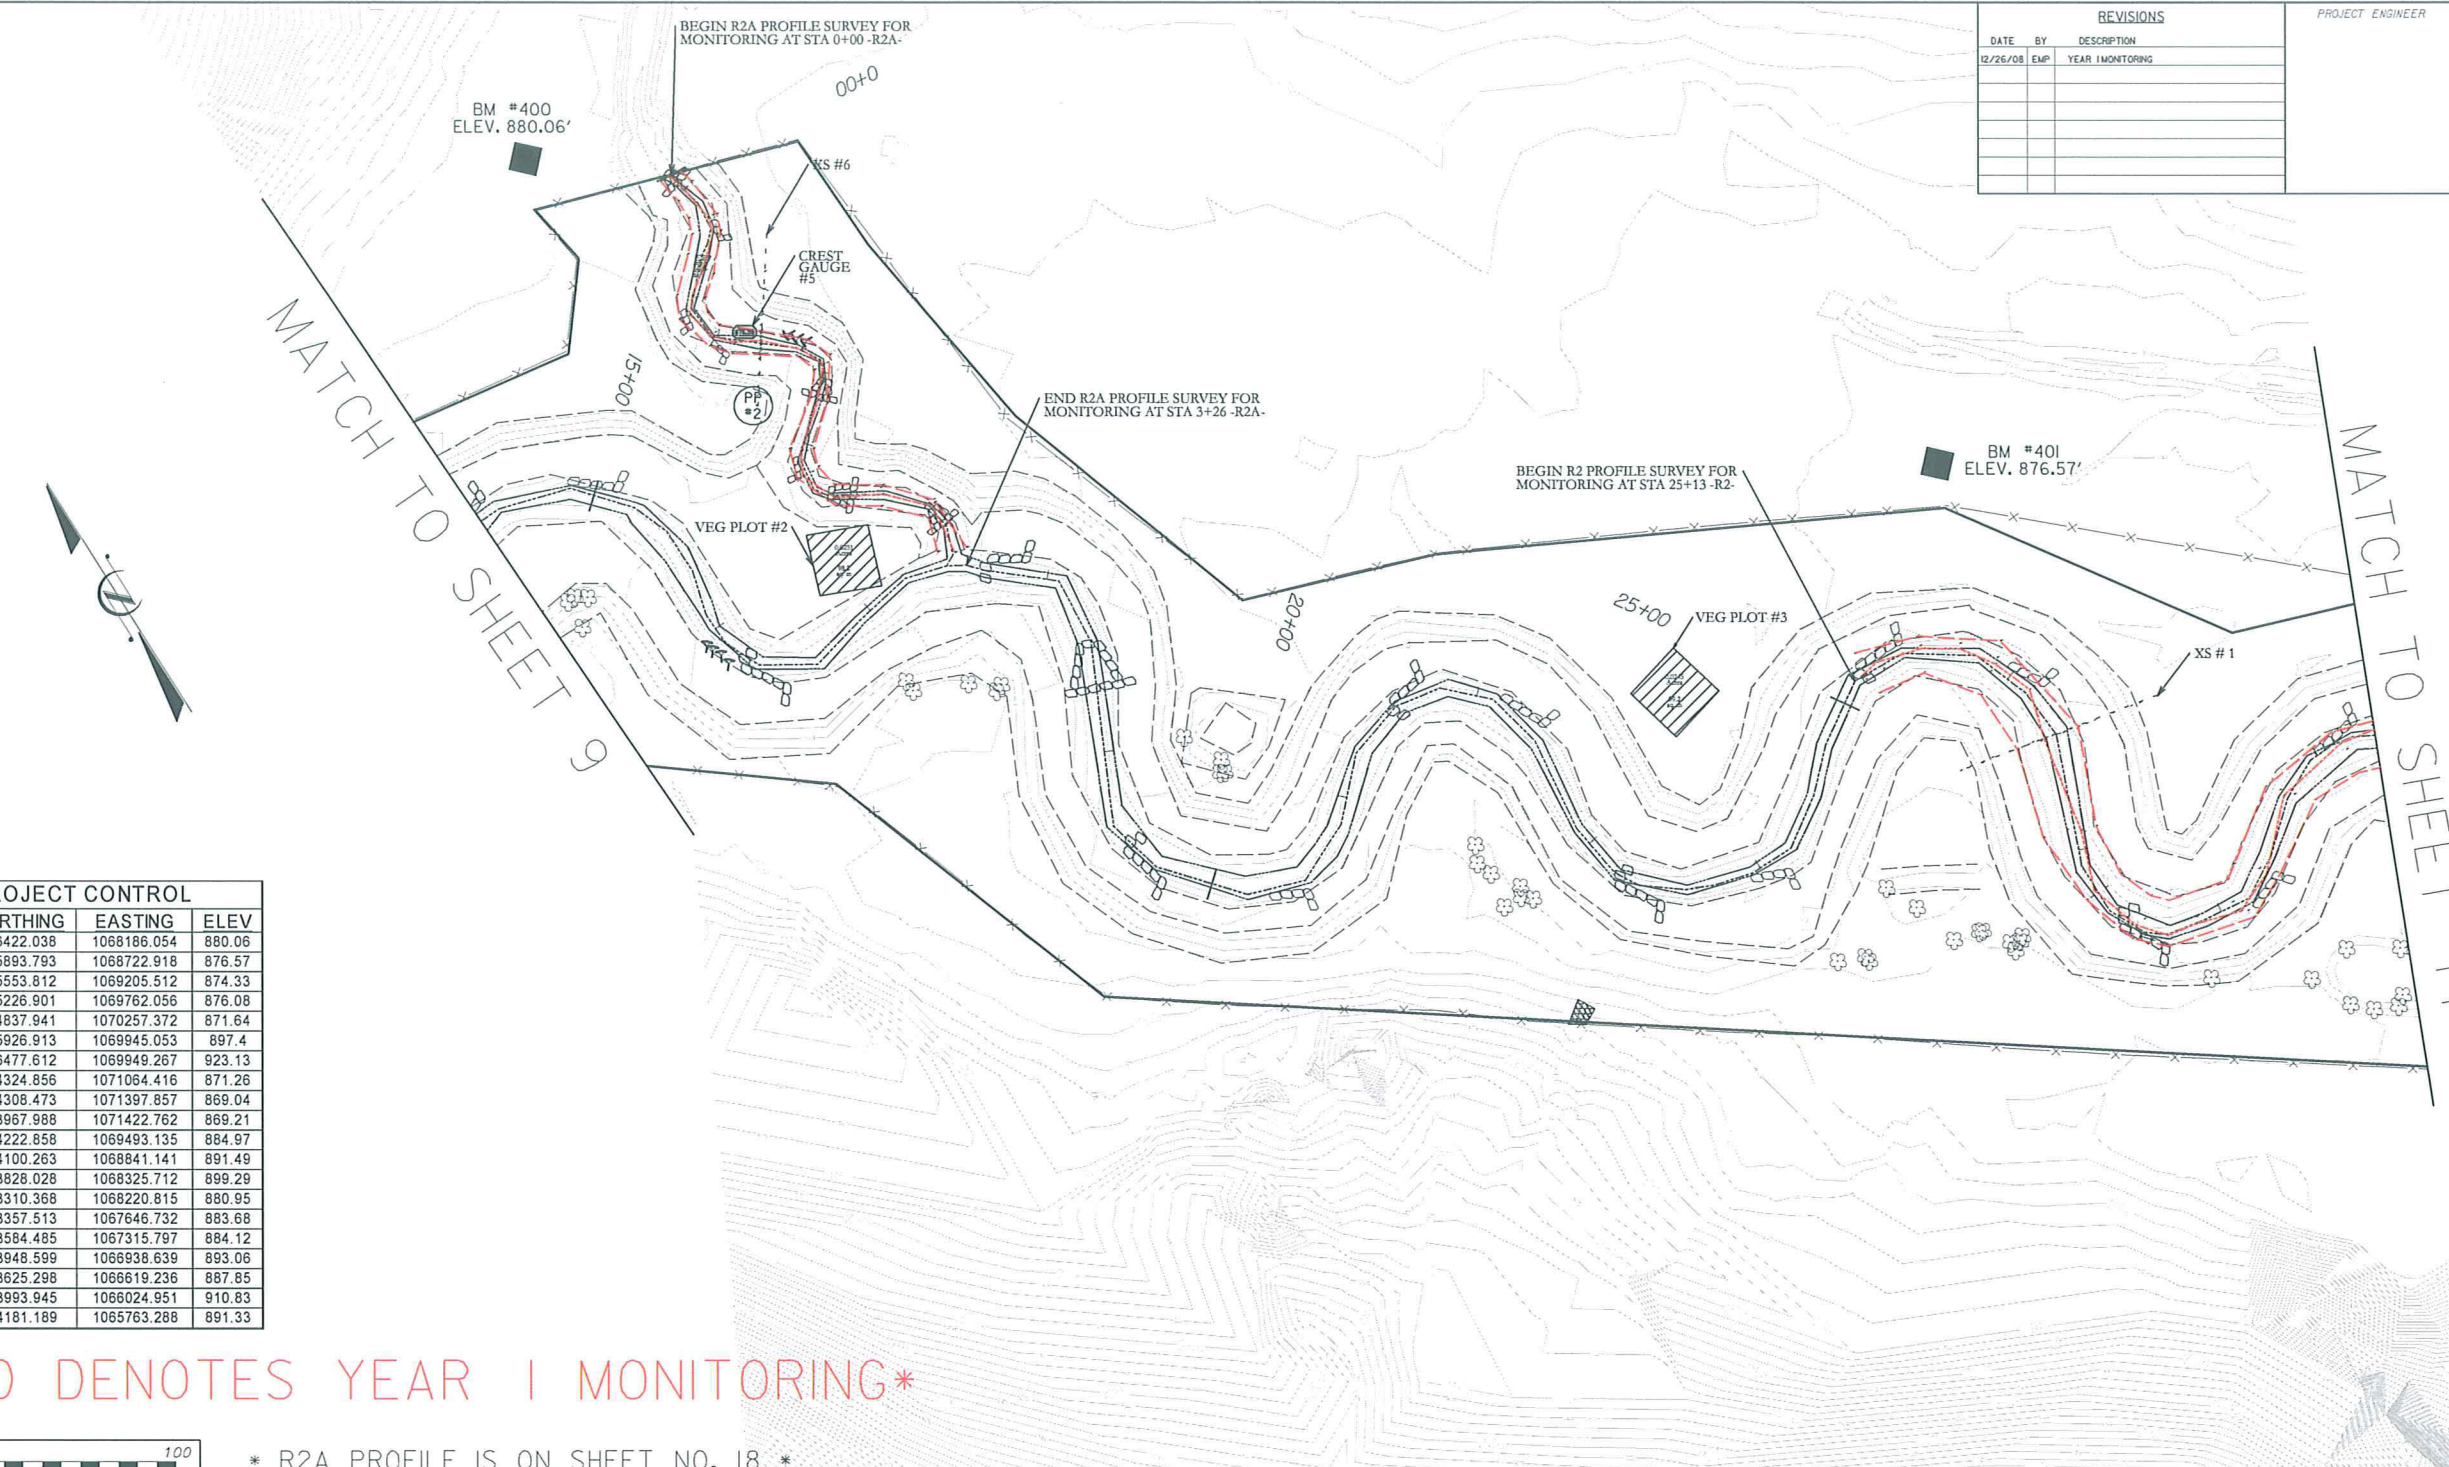 BEGIN R2A PROFILE SURVEY FOR
MONITORING AT STA 0+00 -R2A-
REVISIONS
DATE BY DESCRIPTION
12/26/08 EMP YEAR 1 MONITORING
PROJECT ENGINEER
0+00
BM #400
ELEV. 880.06'
XS #6
CREST
GAUGE
#5
MATCH TO SHEET 9
15+00
PP
#2
END R2A PROFILE SURVEY FOR
MONITORING AT STA 3+26 -R2A-
VEG PLOT #2
BEGIN R2 PROFILE SURVEY FOR
MONITORING AT STA 25+13 -R2-
BM #401
ELEV. 876.57'
MATCH TO SHEET
20+00
25+00
VEG PLOT #3
XS # 1
OJECT CONTROL
RTHING EASTING ELEV
6422.038 1068186.054 880.06
5893.793 1068722.918 876.57
5553.812 1069205.512 874.33
5226.901 1069762.056 876.08
4837.941 1070257.372 871.64
5926.913 1069945.053 897.4
6477.612 1069949.267 923.13
4324.856 1071064.416 871.26
4308.473 1071397.857 869.04
3967.988 1071422.762 869.21
4222.858 1069493.135 884.97
4100.263 1068841.141 891.49
3828.028 1068325.712 899.29
3310.368 1068220.815 880.95
3357.513 1067646.732 883.68
3584.485 1067315.797 884.12
3948.599 1066938.639 893.06
3625.298 1066619.236 887.85
3993.945 1066024.951 910.83
4181.189 1065763.288 891.33
D DENOTES YEAR 1 MONITORING*
100
* R2A PROFILE IS ON SHEET NO. 18 *